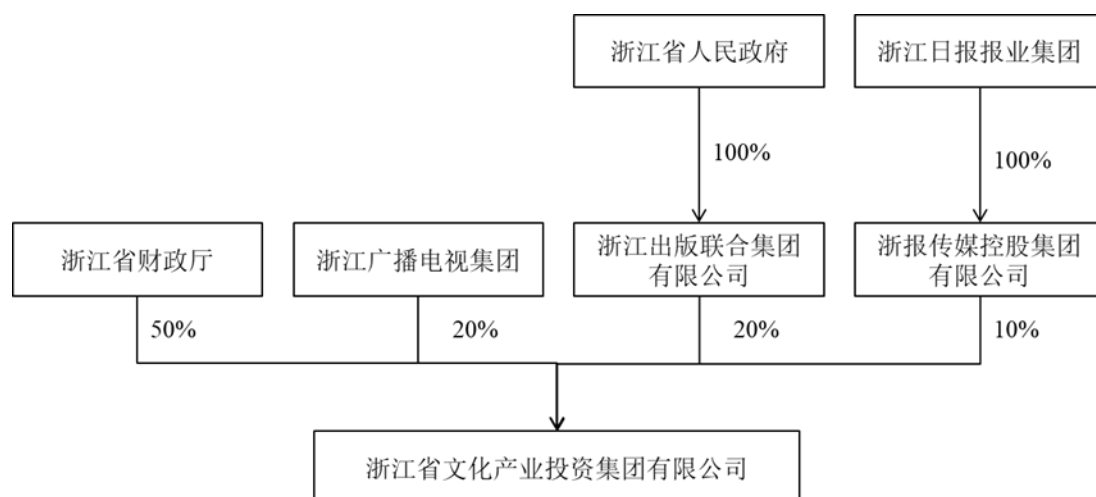 浙江省人民政府
浙江日报报业集团
100%
100%
浙江省财政厅
浙江广播电视集团
浙江出版联合集团
有限公司
浙报传媒控股集团
有限公司
50%
20%
20%
10%
浙江省文化产业投资集团有限公司